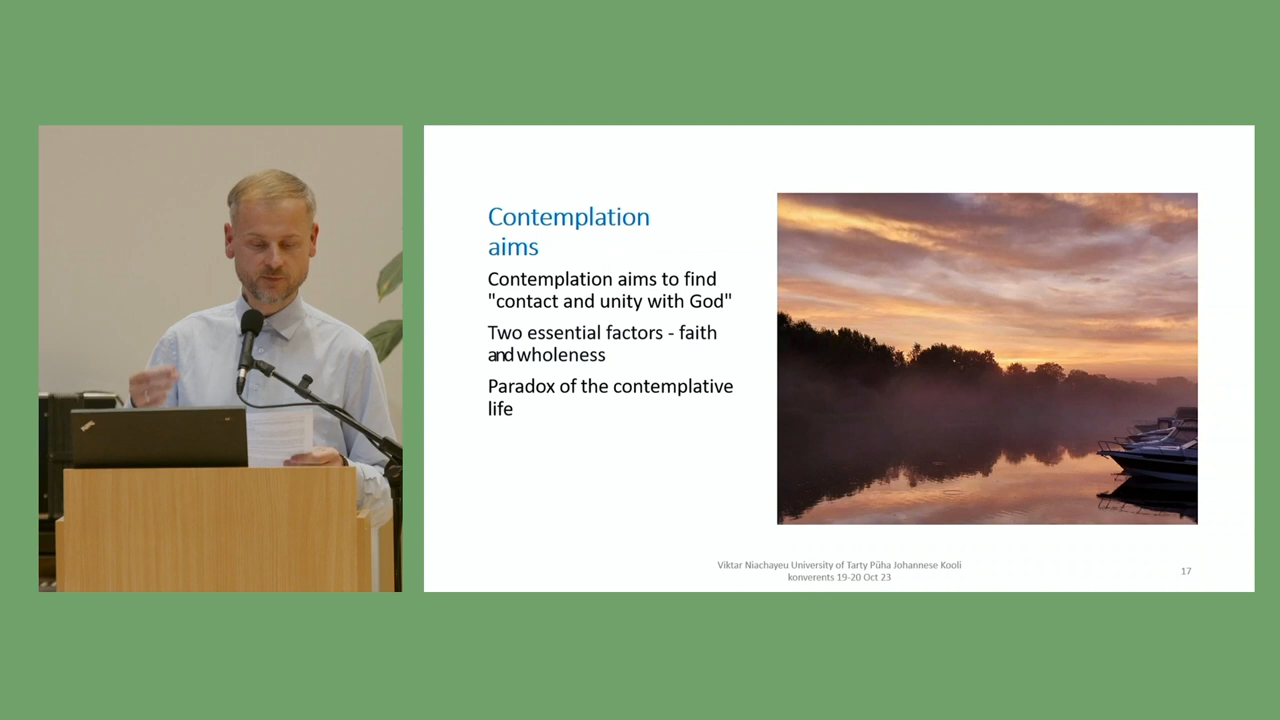 Contemplation
aims
Contemplation aims to find
"contact and unity with God"
Two essential factors - faith
and wholeness
Paradox of the contemplative
life
Viktar Niachayeu University of Tarty Püha Johannese Kooli
konverents 19-20 Oct 23
17